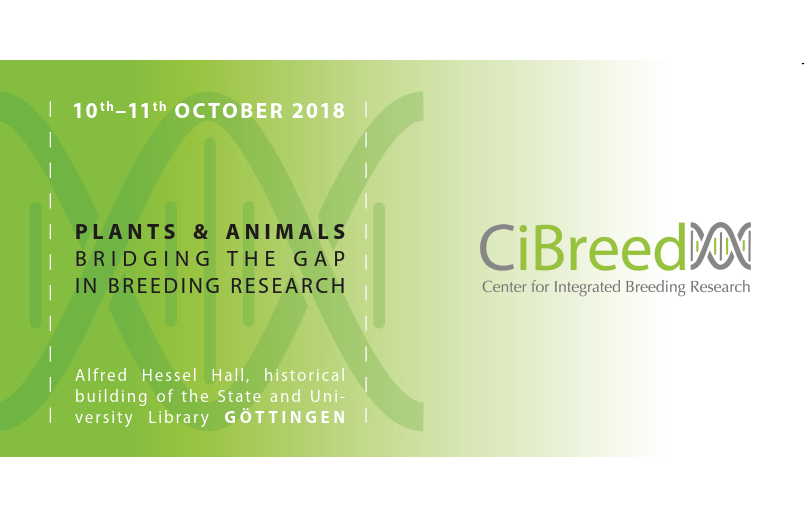 10th–11th OCTOBER 2018
PLANTS & ANIMALS
BRIDGING THE GAP
IN BREEDING RESEARCH
Alfred Hessel Hall, historical
building of the State and Uni-
versity Library GÖTTINGEN
CiBreed
Center for Integrated Breeding Research